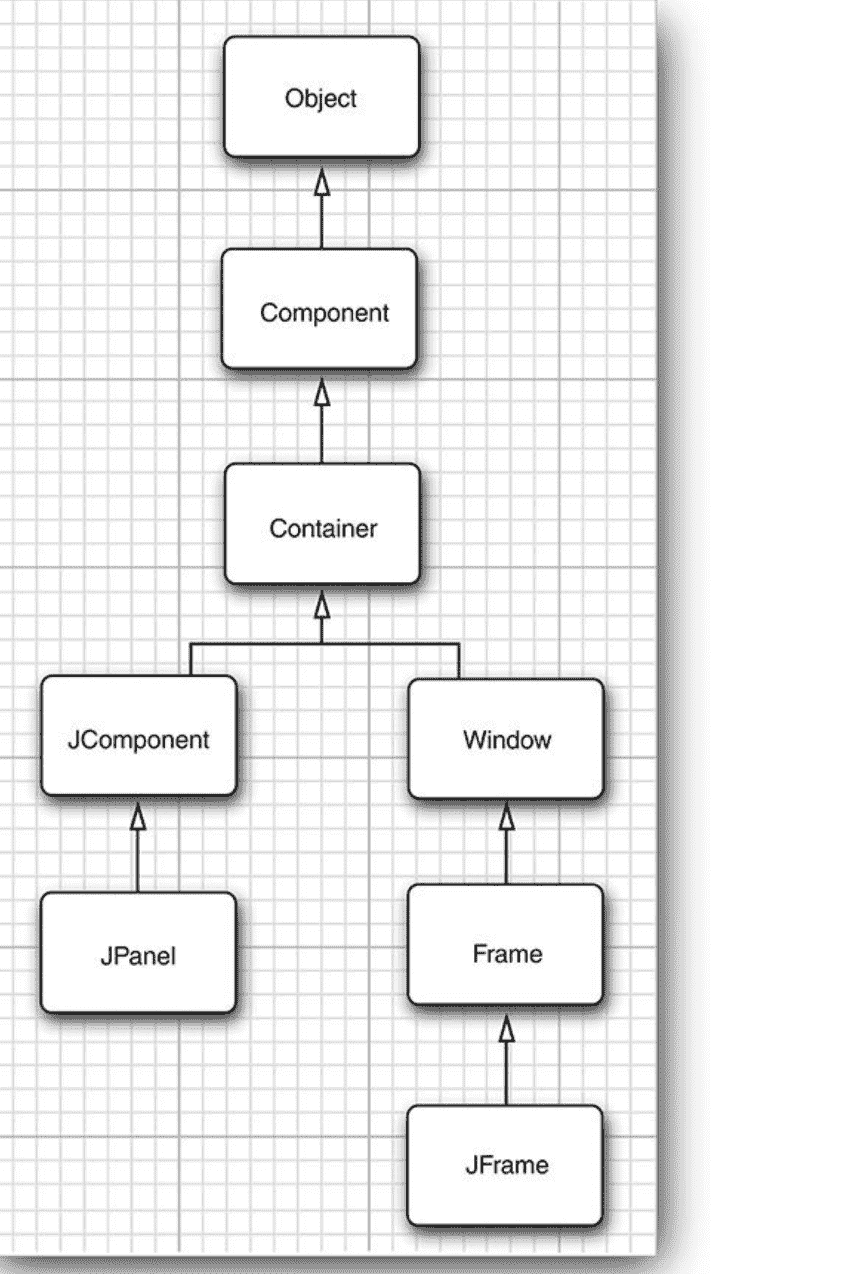 Object
Component
Container
JComponent
Window
JPanel
Frame
JFrame